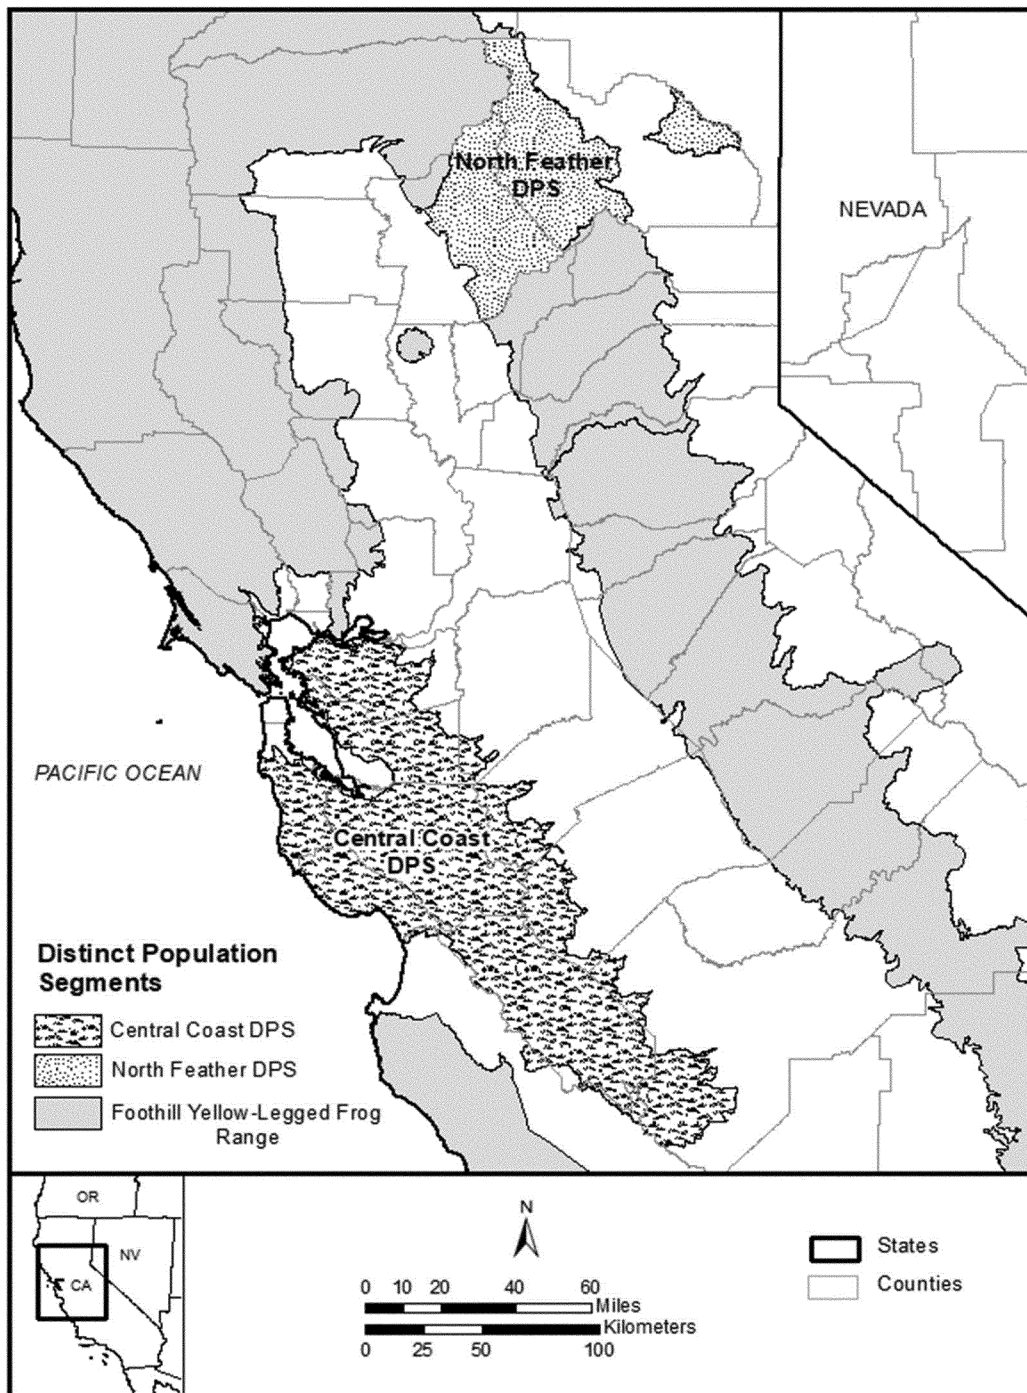 North Feather
DPS
NEVADA
PACIFIC OCEAN
Central Coast
DPS
Distinct Population
Segments
Central Coast DPS
North Feather DPS
Foothill Yellow-Legged Frog
Range
OR
NV
CA
N
0 10 20 40 60
Miles
Kilometers
0 25 50 100
States
Counties